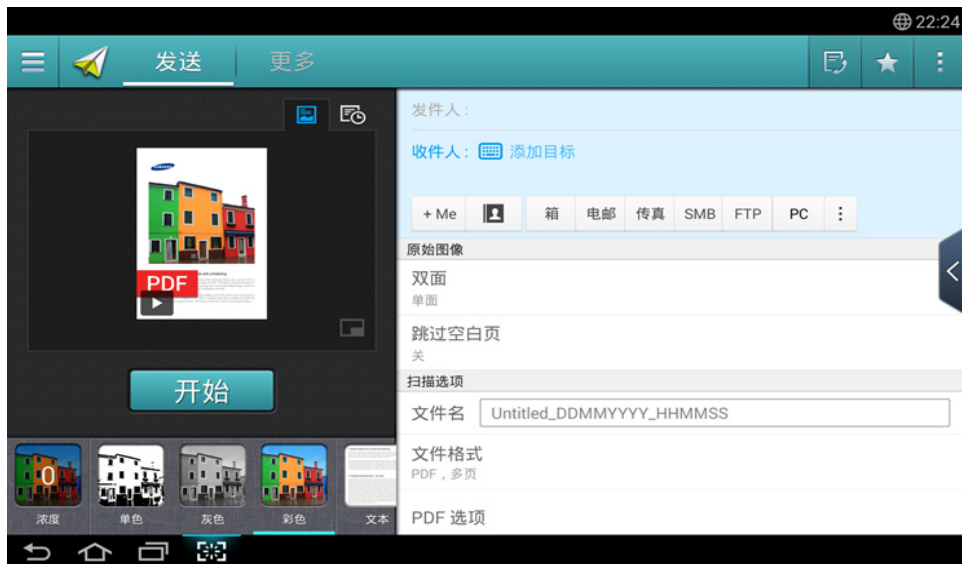 22:24
发送 更多
发件人：
收件人： 添加目标
+ Me 箱 电邮 传真 SMB FTP PC
原始图像
双面
单面
跳过空白页
关
扫描选项
文件名 Untitled_DDMMYYYY_HHMMSS
文件格式
PDF，多页
PDF 选项
SAMSUNG
PDF
开始
0
浓度 单色 灰色 彩色 文本